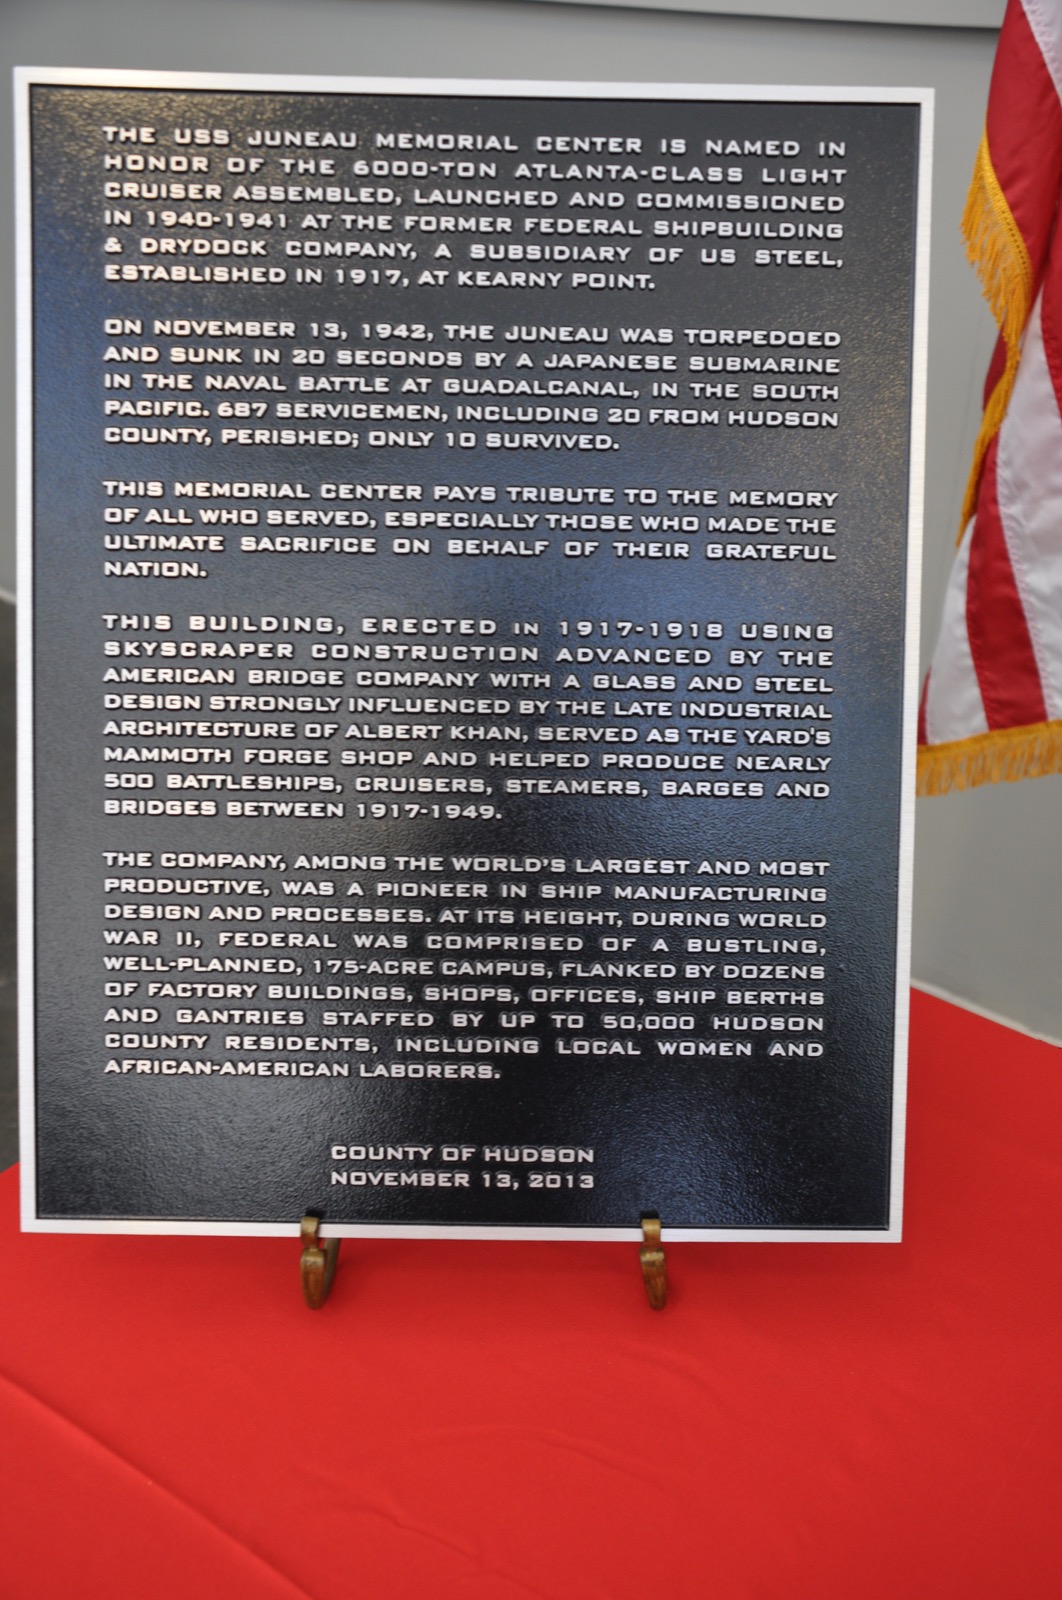 THE USS JUNEAU MEMORIAL CENTER IS NAMED IN
HONOR OF THE 6000-TON ATLANTA-CLASS LIGHT
CRUISER ASSEMBLED, LAUNCHED AND COMMISSIONED
IN 1940-1941 AT THE FORMER FEDERAL SHIPBUILDING
& DRYDOCK COMPANY, A SUBSIDIARY OF US STEEL,
ESTABLISHED IN 1917, AT KEARNY POINT.
ON NOVEMBER 13, 1942, THE JUNEAU WAS TORPEDOED
AND SUNK IN 20 SECONDS BY A JAPANESE SUBMARINE
IN THE NAVAL BATTLE AT GUADALCANAL, IN THE SOUTH
PACIFIC. 687 SERVICEMEN, INCLUDING 20 FROM HUDSON
COUNTY, PERISHED; ONLY 10 SURVIVED.
THIS MEMORIAL CENTER PAYS TRIBUTE TO THE MEMORY
OF ALL WHO SERVED, ESPECIALLY THOSE WHO MADE THE
ULTIMATE SACRIFICE ON BEHALF OF THEIR GRATEFUL
NATION.
THIS BUILDING, ERECTED IN 1917-1918 USING
SKYSCRAPER CONSTRUCTION ADVANCED BY THE
AMERICAN BRIDGE COMPANY WITH A GLASS AND STEEL
DESIGN STRONGLY INFLUENCED BY THE LATE INDUSTRIAL
ARCHITECTURE OF ALBERT KHAN, SERVED AS THE YARD'S
MAMMOTH FORGE SHOP AND HELPED PRODUCE NEARLY
500 BATTLESHIPS, CRUISERS, STEAMERS, BARGES AND
BRIDGES BETWEEN 1917-1949.
THE COMPANY, AMONG THE WORLD'S LARGEST AND MOST
PRODUCTIVE, WAS A PIONEER IN SHIP MANUFACTURING
DESIGN AND PROCESSES. AT ITS HEIGHT, DURING WORLD
WAR II, FEDERAL WAS COMPRISED OF A BUSTLING,
WELL-PLANNED, 175-ACRE CAMPUS, FLANKED BY DOZENS
OF FACTORY BUILDINGS, SHOPS, OFFICES, SHIP BERTHS
AND GANTRIES STAFFED BY UP TO 50,000 HUDSON
COUNTY RESIDENTS, INCLUDING LOCAL WOMEN AND
AFRICAN-AMERICAN LABORERS.
COUNTY OF HUDSON
NOVEMBER 13, 2013